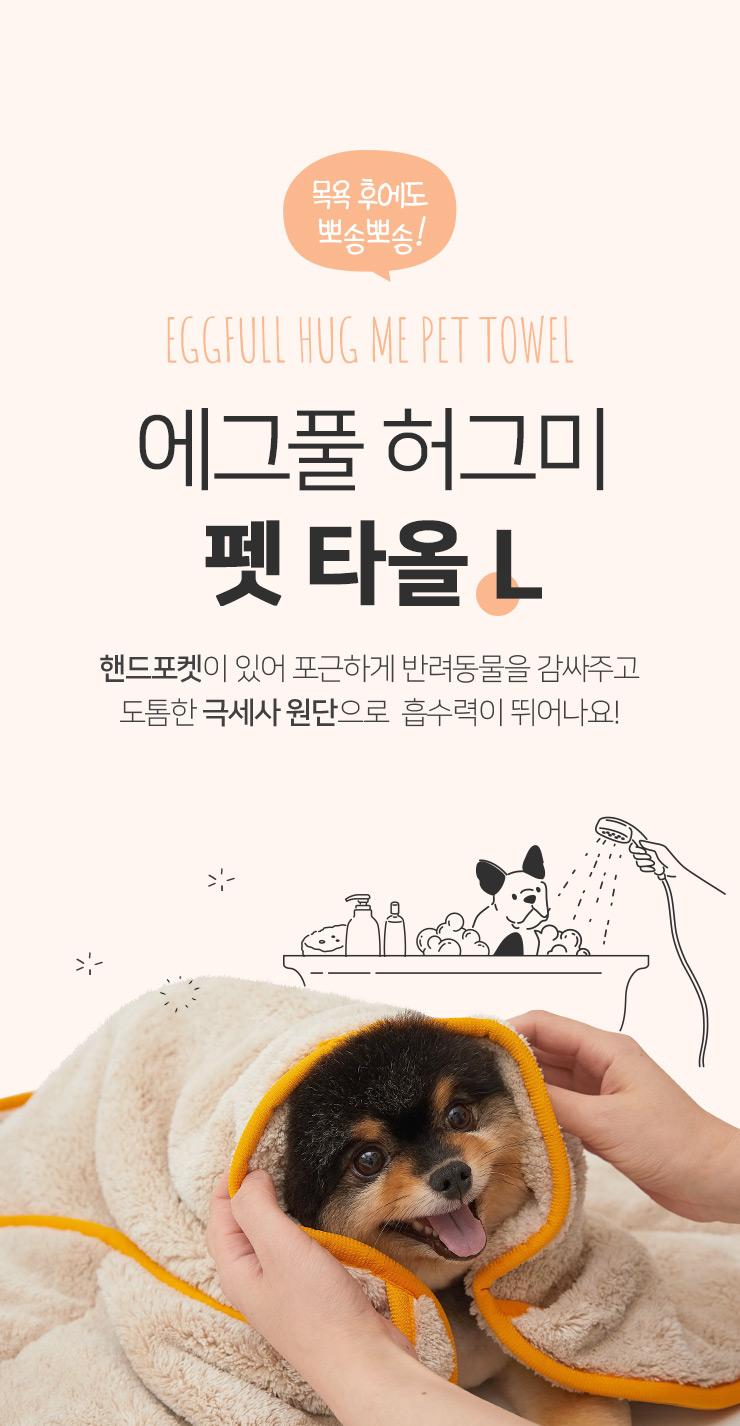 목욕 후에도
뽀송뽀송!
EGGFULL HUG ME PET TOWEL
에그풀 허그미
펫 타올 L
핸드포켓이 있어 포근하게 반려동물을 감싸주고
도톰한 극세사 원단으로 흡수력이 뛰어나요!